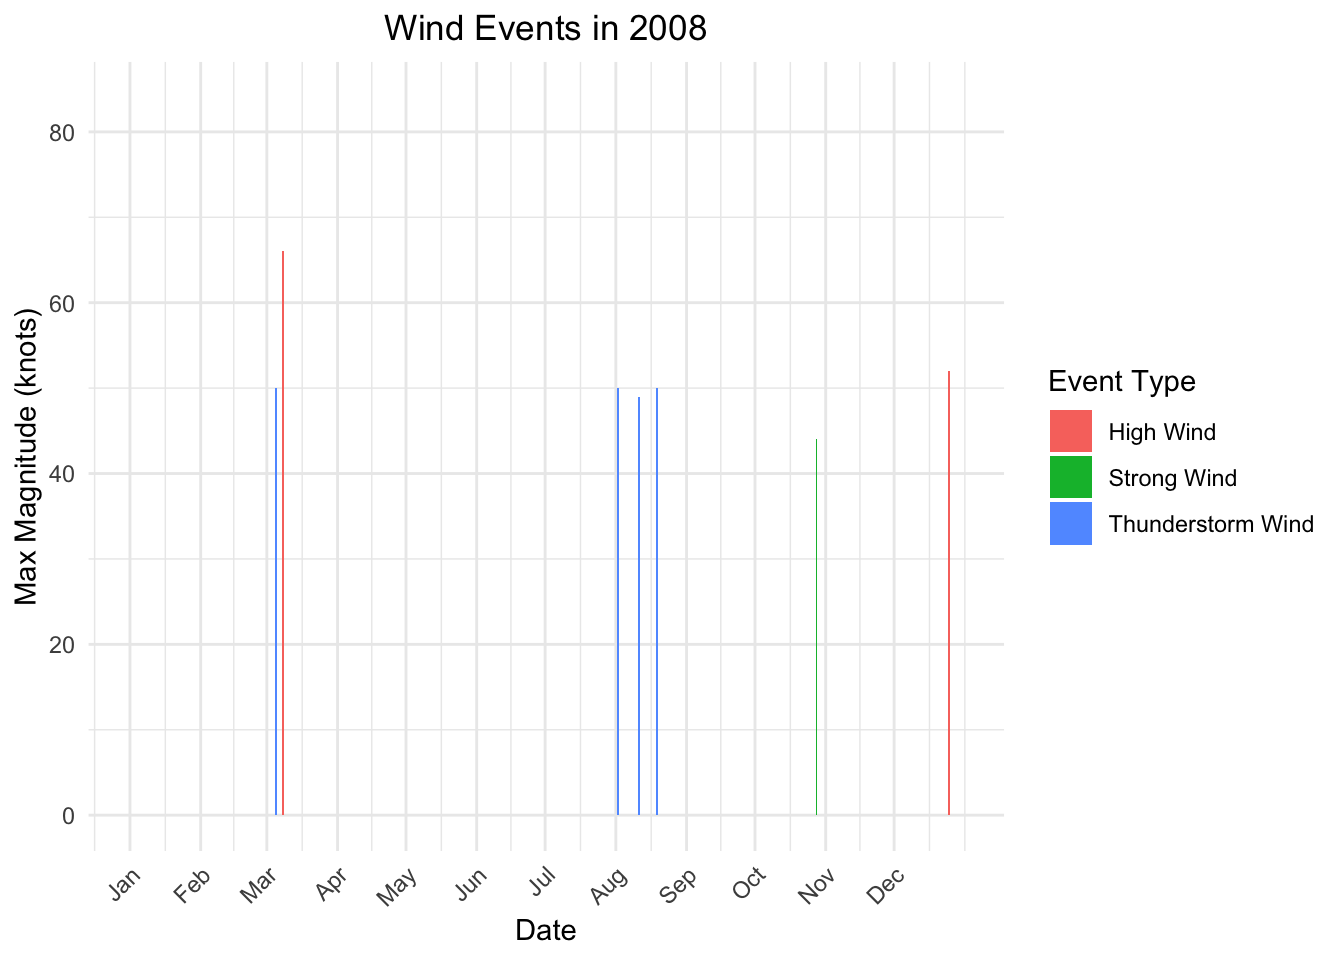 Wind Events in 2008
80
60
40
20
0
Max Magnitude (knots)
Jan
Feb
Mar
Apr
May
Jun
Jul
Aug
Sep
Oct
Nov
Dec
Date
Event Type
High Wind
Strong Wind
Thunderstorm Wind